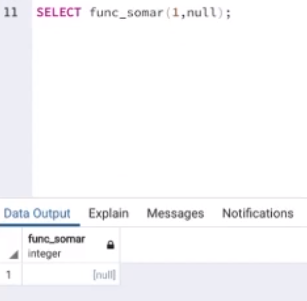 11 SELECT func_somar(1,null);
Data Output Explain Messages Notifications
func_somar
integer
1 [null]